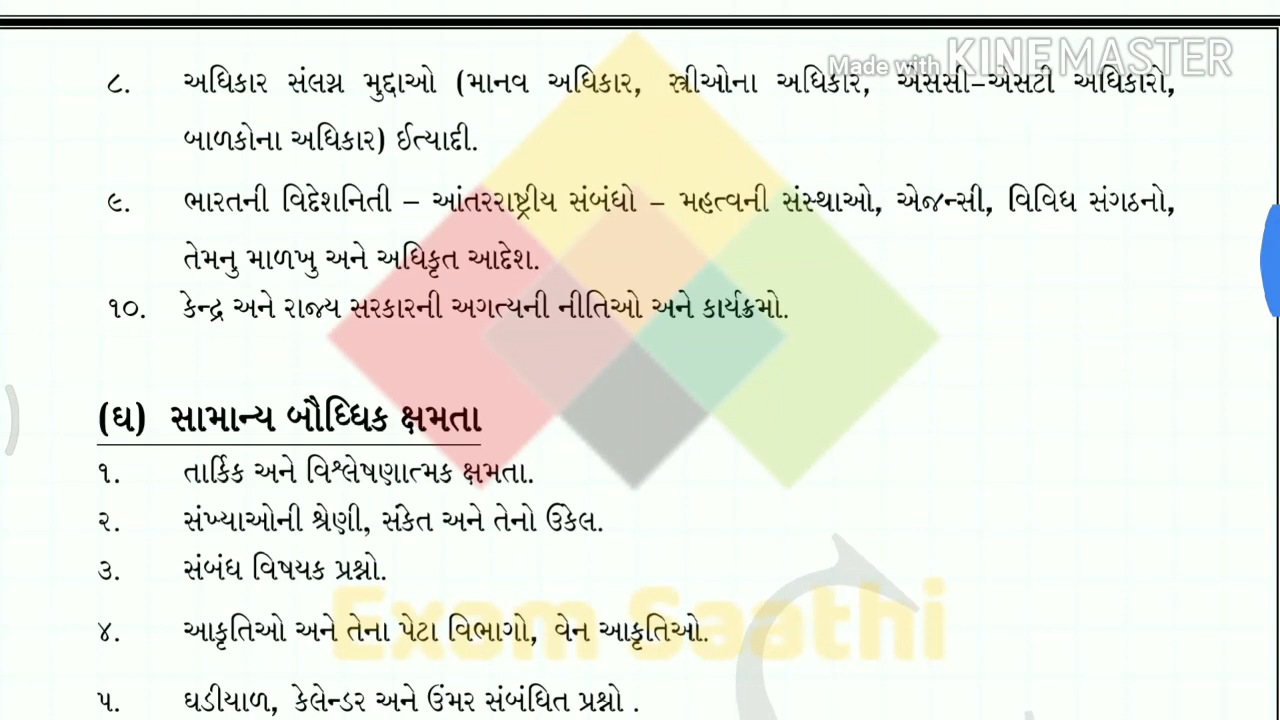 Made with KINEMASTER
૮. અધિકાર સંલગ્ન મુદ્દાઓ (માનવ અધિકાર, સ્ત્રીઓના અધિકાર, એસસી–એસટી અધિકારો,
બાળકોના અધિકાર) ઈત્યાદી.
૯. ભારતની વિદેશનિતી – આંતરરાષ્ટ્રીય સંબંધો – મહત્વની સંસ્થાઓ, એજન્સી, વિવિધ સંગઠનો,
તેમનુ માળખુ અને અધિકૃત આદેશ.
૧૦. કેન્દ્ર અને રાજ્ય સરકારની અગત્યની નીતિઓ અને કાર્યક્રમો.
(ઘ) સામાન્ય બૌધ્ધિક ક્ષમતા
૧. તાર્કિક અને વિશ્લેષણાત્મક ક્ષમતા.
૨. સંખ્યાઓની શ્રેણી, સંકેત અને તેનો ઉકેલ.
૩. સંબંધ વિષયક પ્રશ્નો.
૪. આકૃતિઓ અને તેના પેટા વિભાગો, વેન આકૃતિઓ.
Exam Saathi
૫. ઘડીયાળ, કેલેન્ડર અને ઉંમર સંબંધિત પ્રશ્નો .